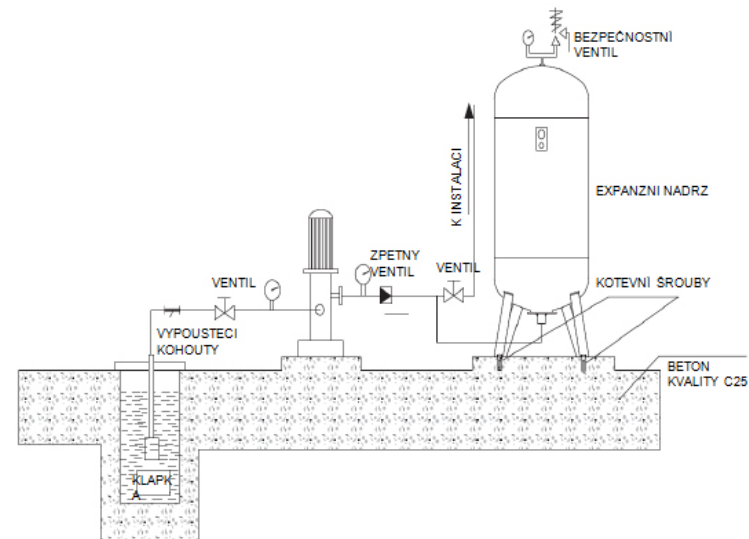 BEZPEČNOSTNÍ
VENTIL
K INSTALACI
EXPANZNI NADRZ
ZPETNY
VENTIL
VENTIL
VENTIL
KOTEVNÍ ŠROUBY
VYPOUSTECI
KOHOUTY
BETON
KVALITY C25
KLAPK
A